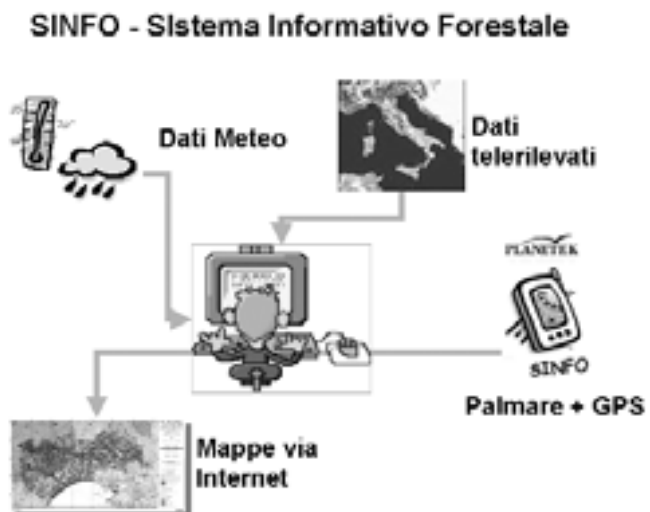 SINFO - SIstema Informativo Forestale
Dati Meteo
Dati
telerilevati
PLANETEK
SINFO
Palmare + GPS
Mappe via
Internet